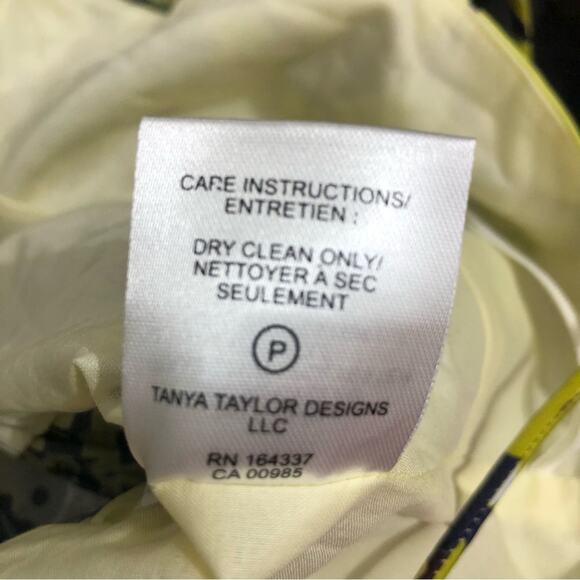 CARE INSTRUCTIONS/
ENTRETIEN :
DRY CLEAN ONLY/
NETTOYER À SEC
SEULEMENT
P
TANYA TAYLOR DESIGNS
LLC
RN 164337
CA 00985